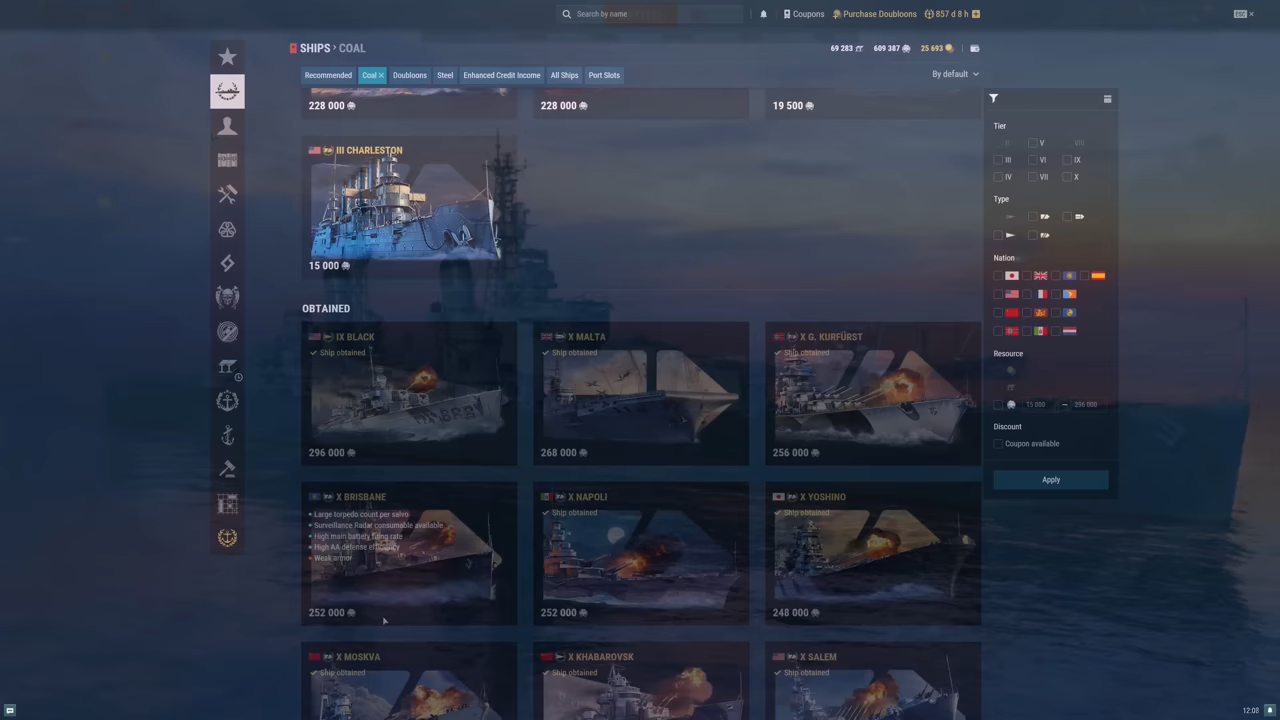 Search by name
Coupons
Purchase Doubloons
857 d 8 h
ESC ×
SHIPS › COAL
69 283
609 387
25 693
Recommended
Coal ×
Doubloons
Steel
Enhanced Credit Income
All Ships
Port Slots
By default
228 000
228 000
19 500
III CHARLESTON
15 000
OBTAINED
IX BLACK
Ship obtained
296 000
X MALTA
Ship obtained
268 000
X G. KURFÜRST
Ship obtained
256 000
X BRISBANE
• Large torpedo count per salvo
• Surveillance Radar consumable available
• High main battery firing rate
• High AA defense efficiency
• Weak armor
252 000
X NAPOLI
Ship obtained
252 000
X YOSHINO
Ship obtained
248 000
X MOSKVA
Ship obtained
X KHABAROVSK
Ship obtained
X SALEM
Ship obtained
Tier
II
V
VIII
III
VI
IX
IV
VII
X
Type
Nation
Resource
15 000 – 296 000
Discount
Coupon available
Apply
12:08